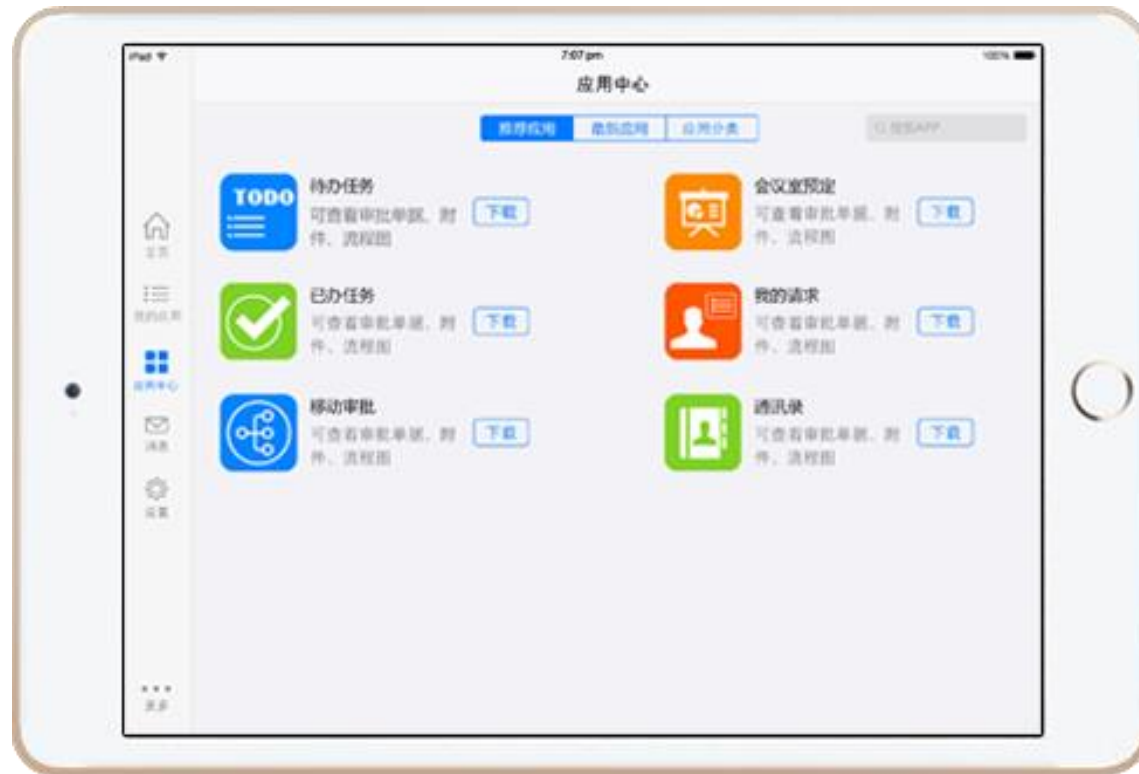 iPad
7:07 pm
100%
应用中心
推荐应用
最新应用
应用分类
搜索APP
首页
我的应用
应用中心
消息
设置
更多
TODO
待办任务
可查看审批单据、附
件、流程图
下载
会议室预定
可查看审批单据、附
件、流程图
下载
已办任务
可查看审批单据、附
件、流程图
下载
我的请求
可查看审批单据、附
件、流程图
下载
移动审批
可查看审批单据、附
件、流程图
下载
通讯录
可查看审批单据、附
件、流程图
下载